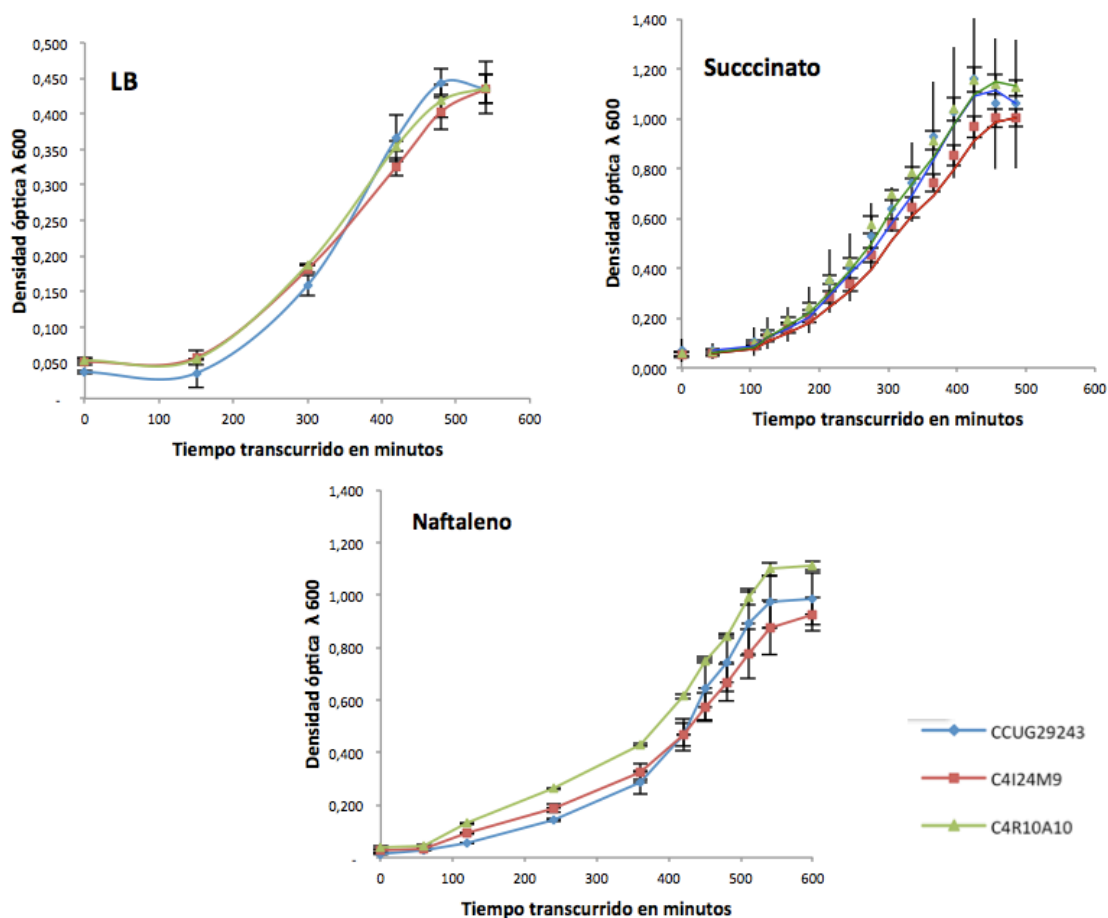 LB
Densidad óptica λ 600
0,500
0,450
0,400
0,350
0,300
0,250
0,200
0,150
0,100
0,050
-
0 100 200 300 400 500 600
Tiempo transcurrido en minutos
Succcinato
Densidad óptica λ 600
1,400
1,200
1,000
0,800
0,600
0,400
0,200
0,000
0 100 200 300 400 500 600
Tiempo transcurrido en minutos
Naftaleno
Densidad óptica λ 600
1,400
1,200
1,000
0,800
0,600
0,400
0,200
-
0 100 200 300 400 500 600
Tiempo transcurrido en minutos
CCUG29243
C4I24M9
C4R10A10